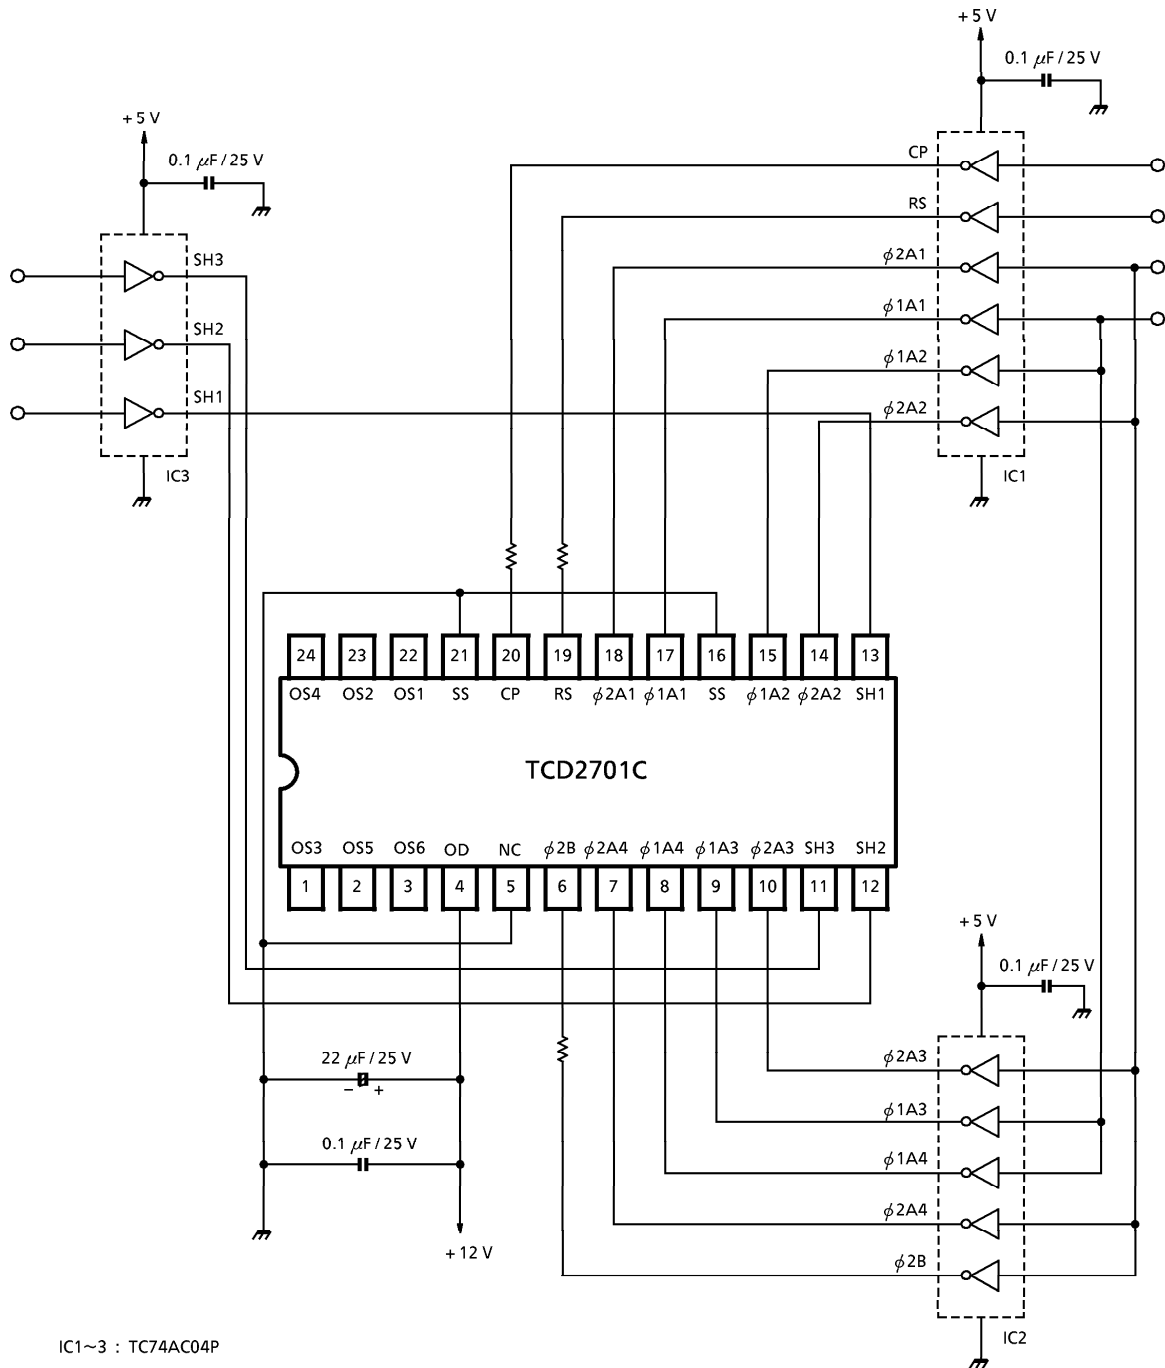 + 5 V
0.1 μF / 25 V
+ 5 V
0.1 μF / 25 V
CP
RS
ϕ2A1
ϕ1A1
ϕ1A2
ϕ2A2
SH3
SH2
SH1
IC3
IC1
24 23 22 21 20 19 18 17 16 15 14 13
OS4 OS2 OS1 SS CP RS ϕ2A1 ϕ1A1 SS ϕ1A2 ϕ2A2 SH1
TCD2701C
OS3 OS5 OS6 OD NC ϕ2B ϕ2A4 ϕ1A4 ϕ1A3 ϕ2A3 SH3 SH2
1 2 3 4 5 6 7 8 9 10 11 12
+ 5 V
0.1 μF / 25 V
22 μF / 25 V
− +
0.1 μF / 25 V
+ 12 V
ϕ2A3
ϕ1A3
ϕ1A4
ϕ2A4
ϕ2B
IC2
IC1~3 : TC74AC04P